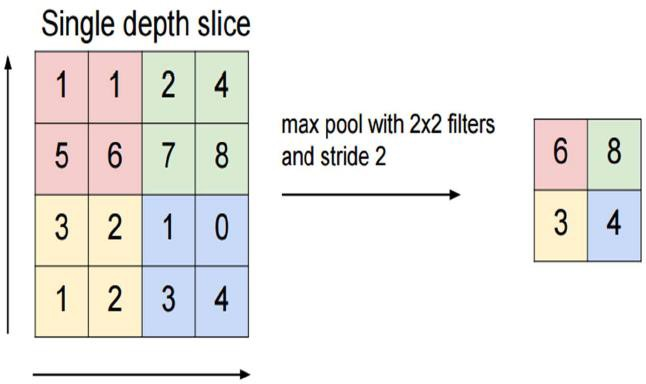 Single depth slice
1 1 2 4
5 6 7 8
3 2 1 0
1 2 3 4
max pool with 2x2 filters
and stride 2
6 8
3 4